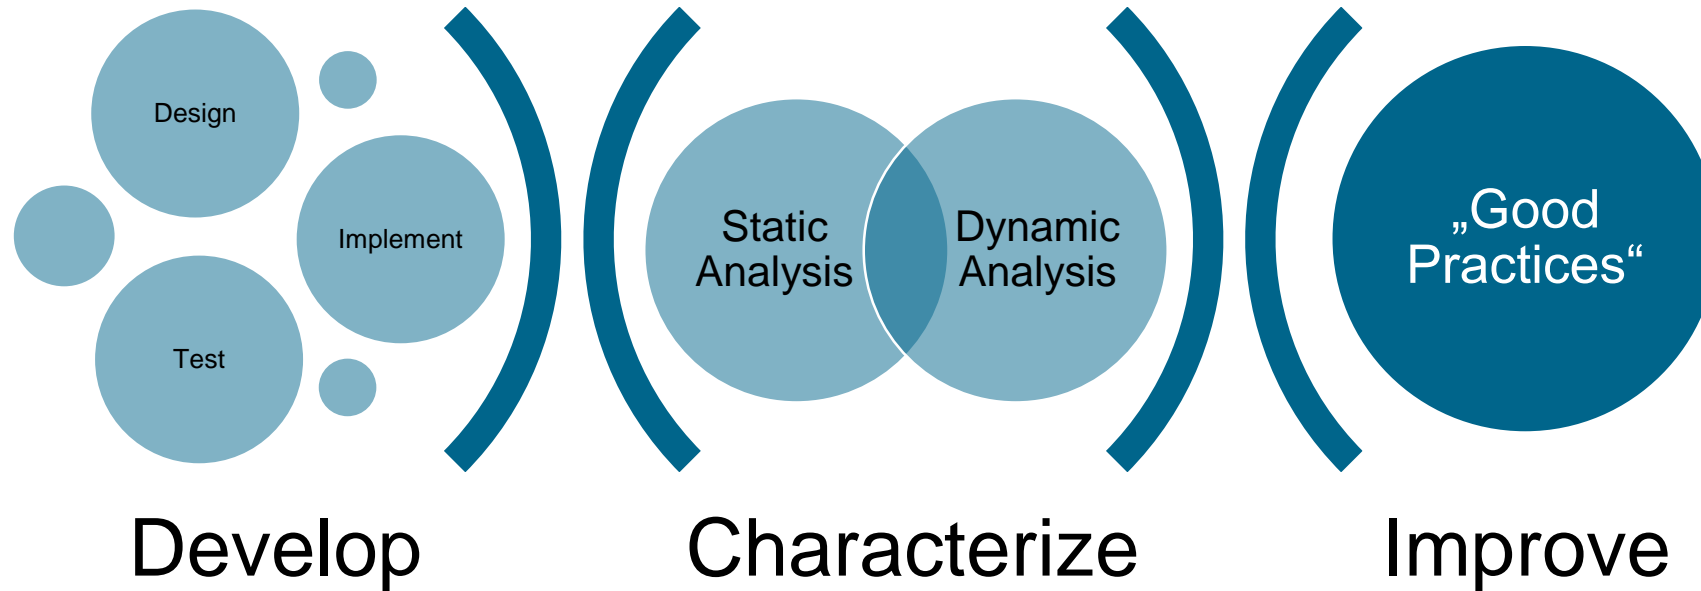 Design
Implement
Test
Static
Analysis
Dynamic
Analysis
„Good
Practices“
Develop
Characterize
Improve